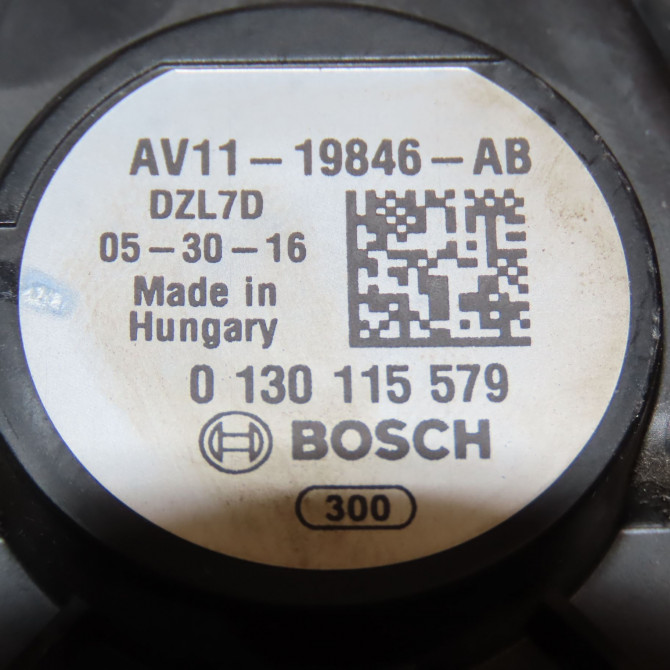 AV11-19846-AB
DZL7D
05-30-16
Made in
Hungary
0 130 115 579
BOSCH
300